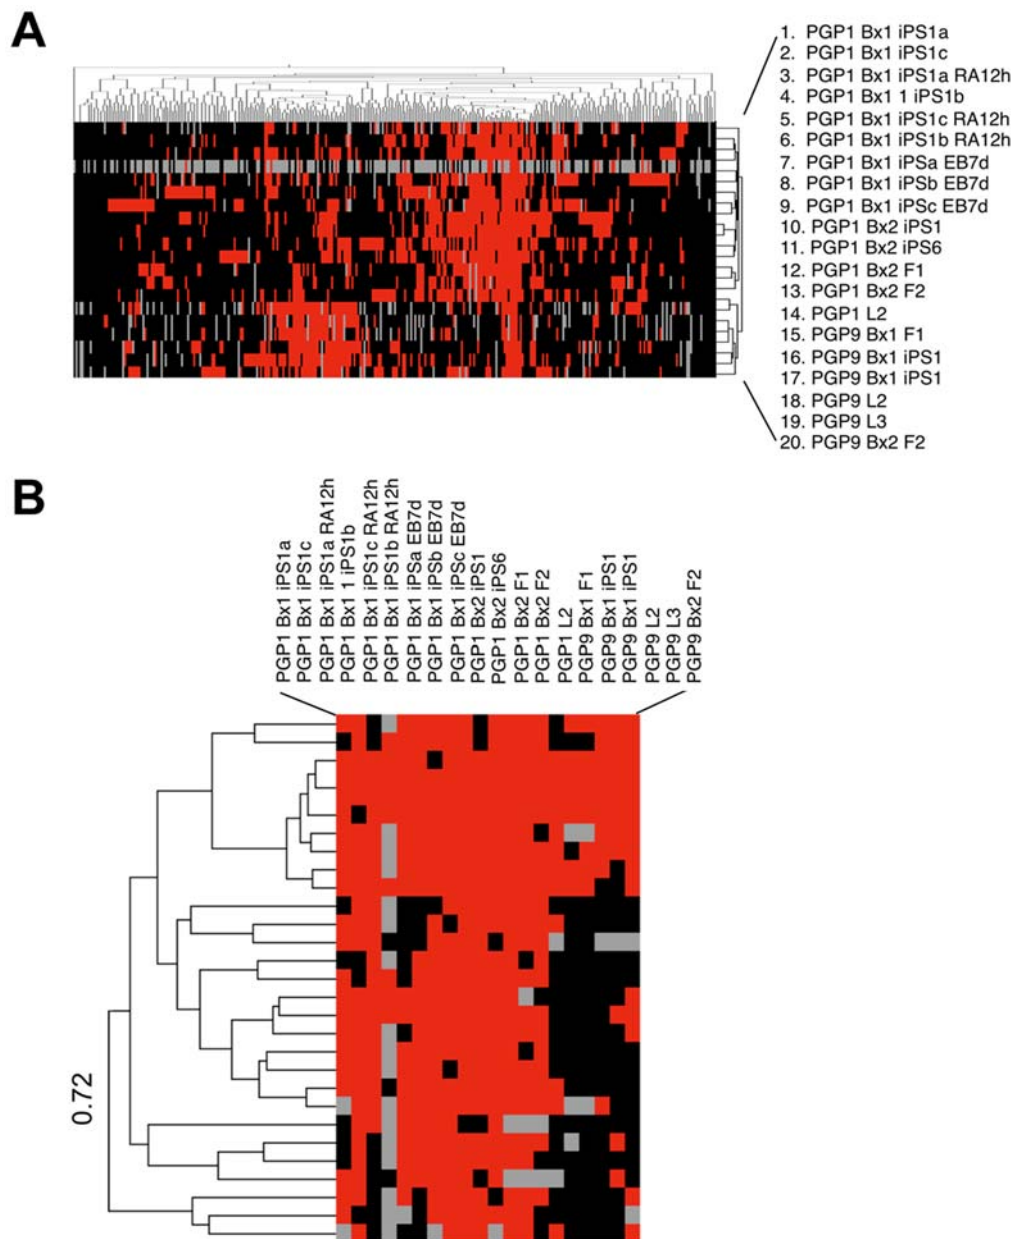 A
1. PGP1 Bx1 iPS1a
2. PGP1 Bx1 iPS1c
3. PGP1 Bx1 iPS1a RA12h
4. PGP1 Bx1 1 iPS1b
5. PGP1 Bx1 iPS1c RA12h
6. PGP1 Bx1 iPS1b RA12h
7. PGP1 Bx1 iPSa EB7d
8. PGP1 Bx1 iPSb EB7d
9. PGP1 Bx1 iPSc EB7d
10. PGP1 Bx2 iPS1
11. PGP1 Bx2 iPS6
12. PGP1 Bx2 F1
13. PGP1 Bx2 F2
14. PGP1 L2
15. PGP9 Bx1 F1
16. PGP9 Bx1 iPS1
17. PGP9 Bx1 iPS1
18. PGP9 L2
19. PGP9 L3
20. PGP9 Bx2 F2
B
PGP1 Bx1 iPS1a
PGP1 Bx1 iPS1c
PGP1 Bx1 iPS1a RA12h
PGP1 Bx1 1 iPS1b
PGP1 Bx1 iPS1c RA12h
PGP1 Bx1 iPS1b RA12h
PGP1 Bx1 iPSa EB7d
PGP1 Bx1 iPSb EB7d
PGP1 Bx1 iPSc EB7d
PGP1 Bx2 iPS1
PGP1 Bx2 iPS6
PGP1 Bx2 F1
PGP1 Bx2 F2
PGP1 L2
PGP9 Bx1 F1
PGP9 Bx1 iPS1
PGP9 Bx1 iPS1
PGP9 L2
PGP9 L3
PGP9 Bx2 F2
0.72